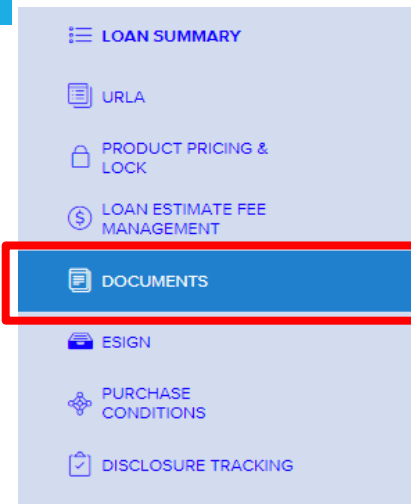 LOAN SUMMARY
URLA
PRODUCT PRICING &
LOCK
LOAN ESTIMATE FEE
MANAGEMENT
DOCUMENTS
ESIGN
PURCHASE
CONDITIONS
DISCLOSURE TRACKING